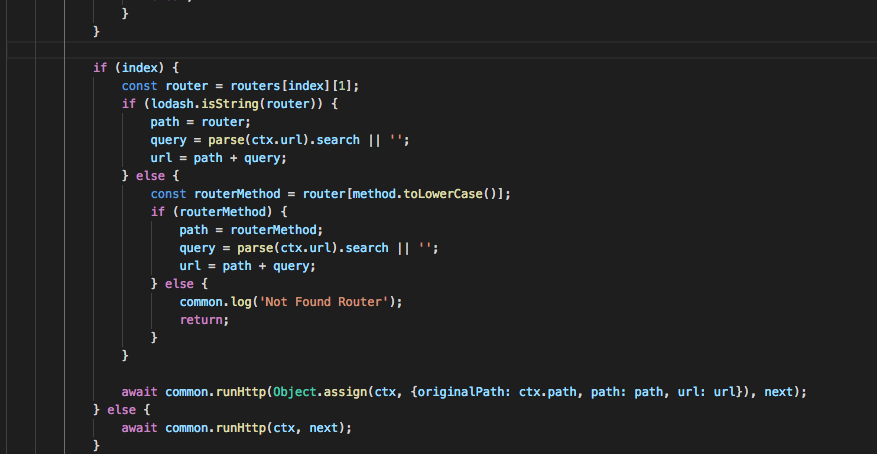 }
}
if (index) {
const router = routers[index][1];
if (lodash.isString(router)) {
path = router;
query = parse(ctx.url).search || '';
url = path + query;
} else {
const routerMethod = router[method.toLowerCase()];
if (routerMethod) {
path = routerMethod;
query = parse(ctx.url).search || '';
url = path + query;
} else {
common.log('Not Found Router');
return;
}
}
await common.runHttp(Object.assign(ctx, {originalPath: ctx.path, path: path, url: url}), next);
} else {
await common.runHttp(ctx, next);
}